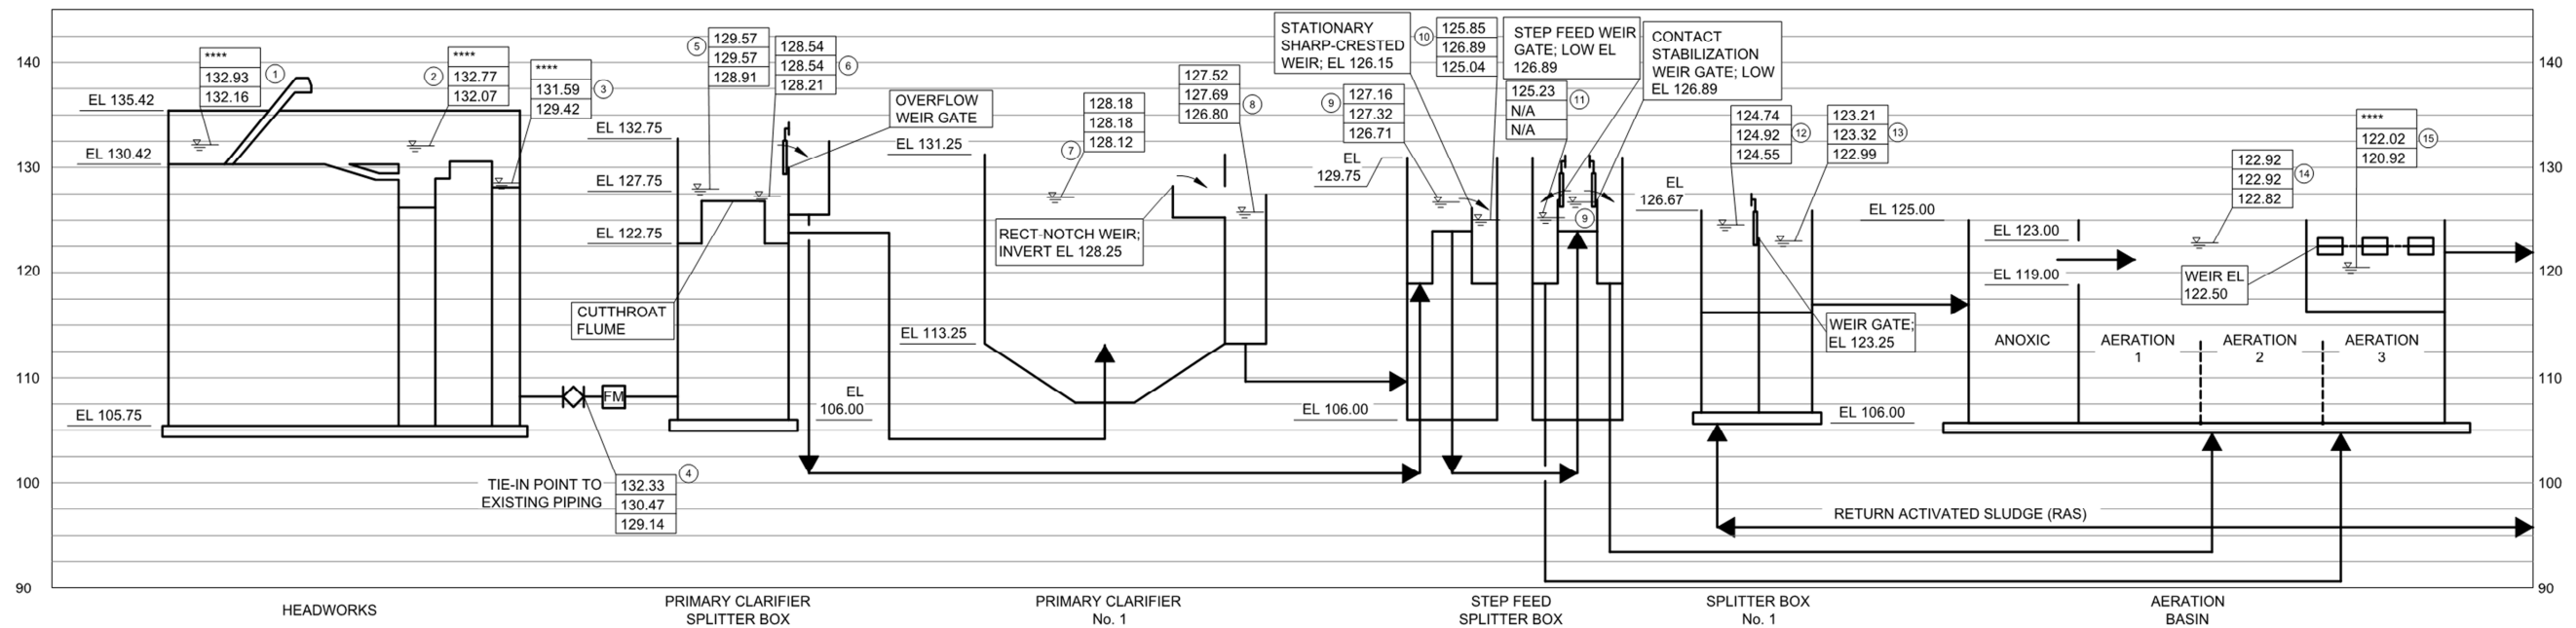 140
130
120
110
100
90
EL 135.42
EL 130.42
EL 105.75
****
132.93
132.16
1
****
132.77
132.07
2
****
131.59
129.42
3
TIE-IN POINT TO
EXISTING PIPING
132.33
130.47
129.14
4
FM
HEADWORKS
EL 132.75
EL 127.75
EL 122.75
5
129.57
129.57
128.91
128.54
128.54
128.21
6
OVERFLOW
WEIR GATE
CUTTHROAT
FLUME
EL
106.00
PRIMARY CLARIFIER
SPLITTER BOX
EL 131.25
EL 113.25
7
128.18
128.18
128.12
127.52
127.69
126.80
8
RECT-NOTCH WEIR;
INVERT EL 128.25
PRIMARY CLARIFIER
No. 1
STATIONARY
SHARP-CRESTED
WEIR; EL 126.15
9
127.16
127.32
126.71
10
125.85
126.89
125.04
EL
129.75
EL 106.00
STEP FEED WEIR
GATE; LOW EL
126.89
125.23
N/A
N/A
11
CONTACT
STABILIZATION
WEIR GATE; LOW
EL 126.89
9
STEP FEED
SPLITTER BOX
EL
126.67
124.74
124.92
124.55
12
123.21
123.32
122.99
13
WEIR GATE;
EL 123.25
EL 106.00
SPLITTER BOX
No. 1
EL 125.00
EL 123.00
EL 119.00
122.92
122.92
122.82
14
****
122.02
120.92
15
WEIR EL
122.50
ANOXIC
AERATION
1
AERATION
2
AERATION
3
RETURN ACTIVATED SLUDGE (RAS)
AERATION
BASIN
140
130
120
110
100
90